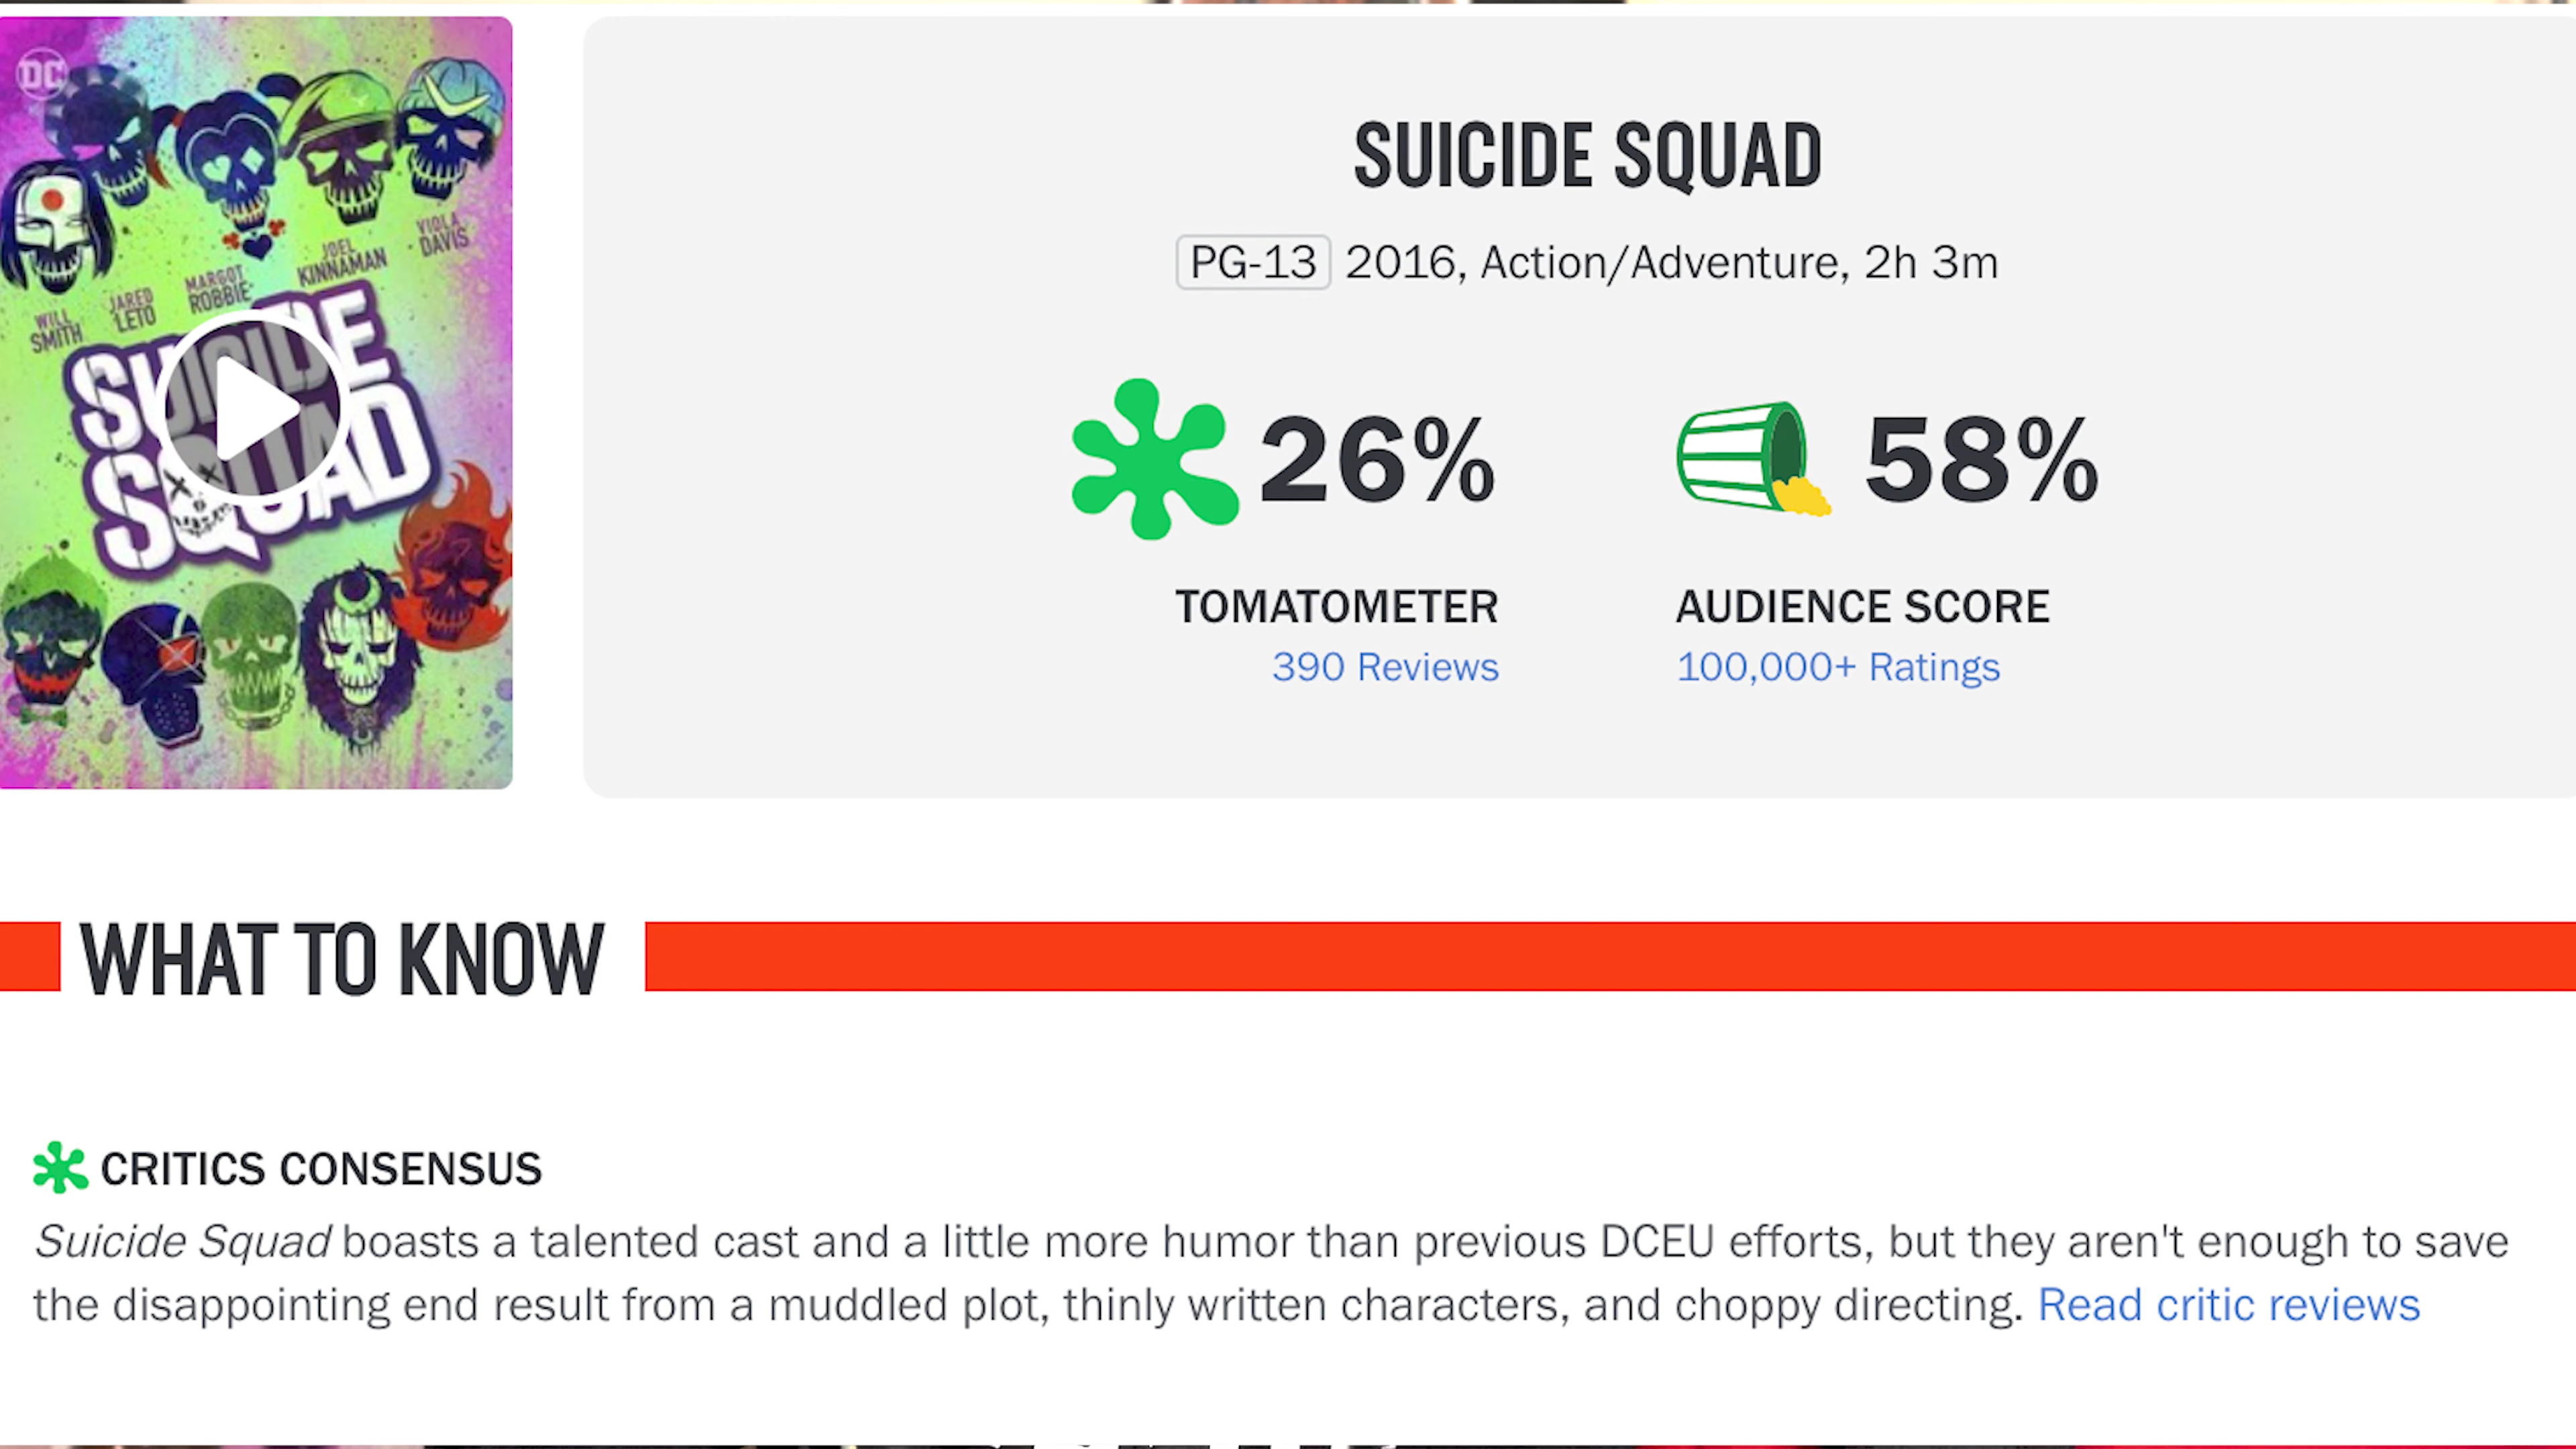 DC
WILL
SMITH
JARED
LETO
MARGOT
ROBBIE
JOEL
KINNAMAN
VIOLA
DAVIS
SUICIDE
SQUAD
SUICIDE SQUAD
PG-13 2016, Action/Adventure, 2h 3m
26% 58%
TOMATOMETER AUDIENCE SCORE
390 Reviews 100,000+ Ratings
WHAT TO KNOW
CRITICS CONSENSUS
Suicide Squad boasts a talented cast and a little more humor than previous DCEU efforts, but they aren't enough to save
the disappointing end result from a muddled plot, thinly written characters, and choppy directing. Read critic reviews